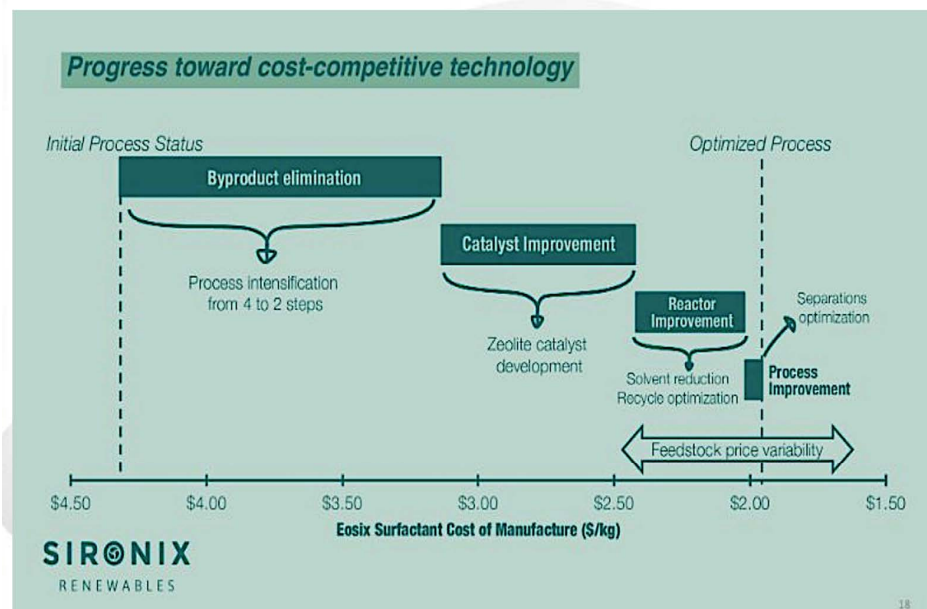 Progress toward cost-competitive technology
Initial Process Status
Optimized Process
Byproduct elimination
Process intensification
from 4 to 2 steps
Catalyst Improvement
Zeolite catalyst
development
Reactor
Improvement
Solvent reduction
Recycle optimization
Separations
optimization
Process
Improvement
Feedstock price variability
$4.50 $4.00 $3.50 $3.00 $2.50 $2.00 $1.50
Eosix Surfactant Cost of Manufacture ($/kg)
SIRONIX
RENEWABLES
18